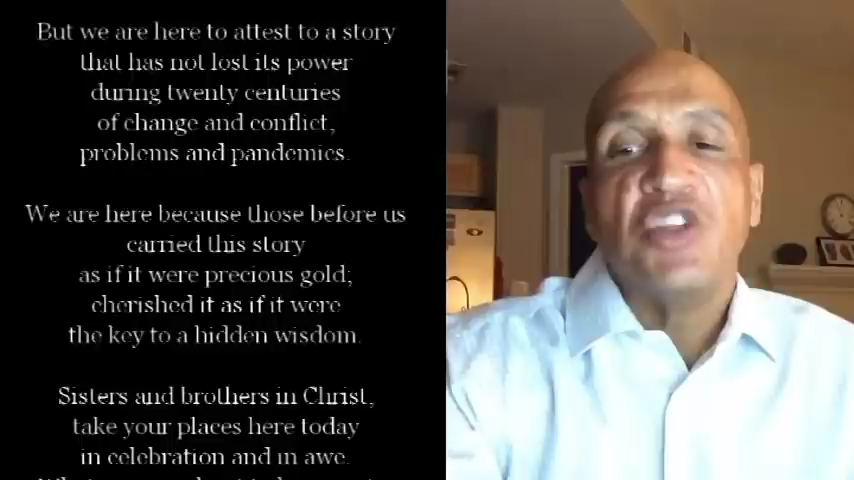 But we are here to attest to a story
that has not lost its power
during twenty centuries
of change and conflict,
problems and pandemics.
We are here because those before us
carried this story
as if it were precious gold;
cherished it as if it were
the key to a hidden wisdom.
Sisters and brothers in Christ,
take your places here today
in celebration and in awe.